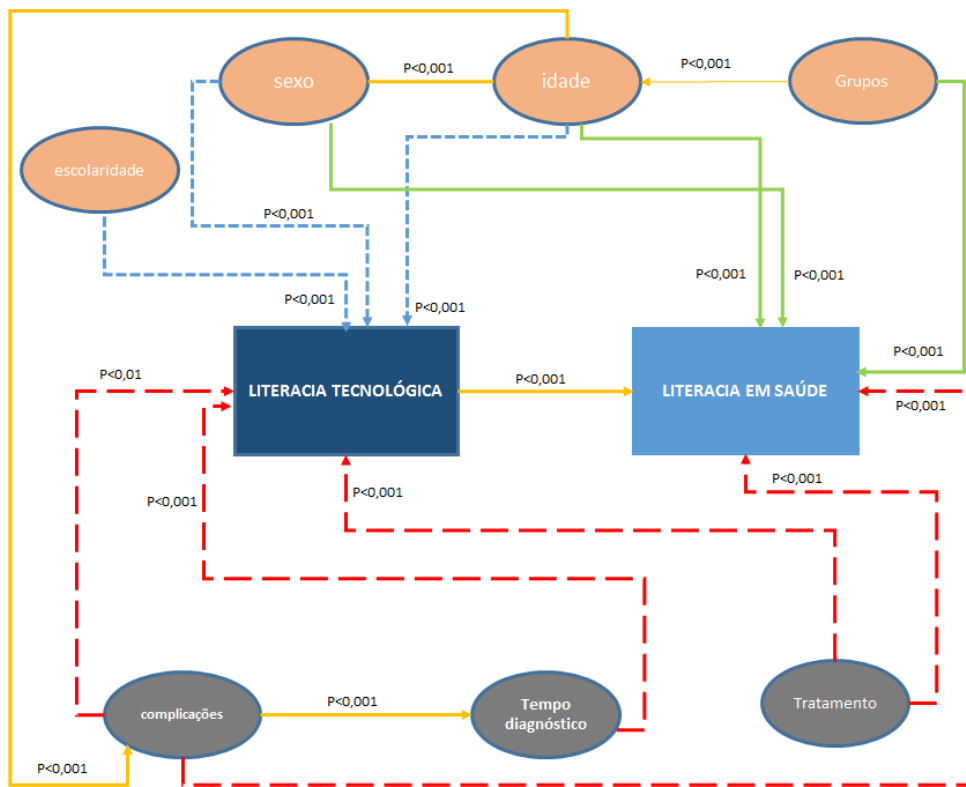 P<0,001
P<0,001
sexo
idade
Grupos
escolaridade
P<0,001
P<0,001
P<0,001
P<0,001
P<0,001
P<0,001
P<0,001
P<0,01
P<0,001
LITERACIA TECNOLÓGICA
LITERACIA EM SAÚDE
P<0,001
P<0,001
P<0,001
P<0,001
complicações
P<0,001
Tempo
diagnóstico
Tratamento
P<0,001